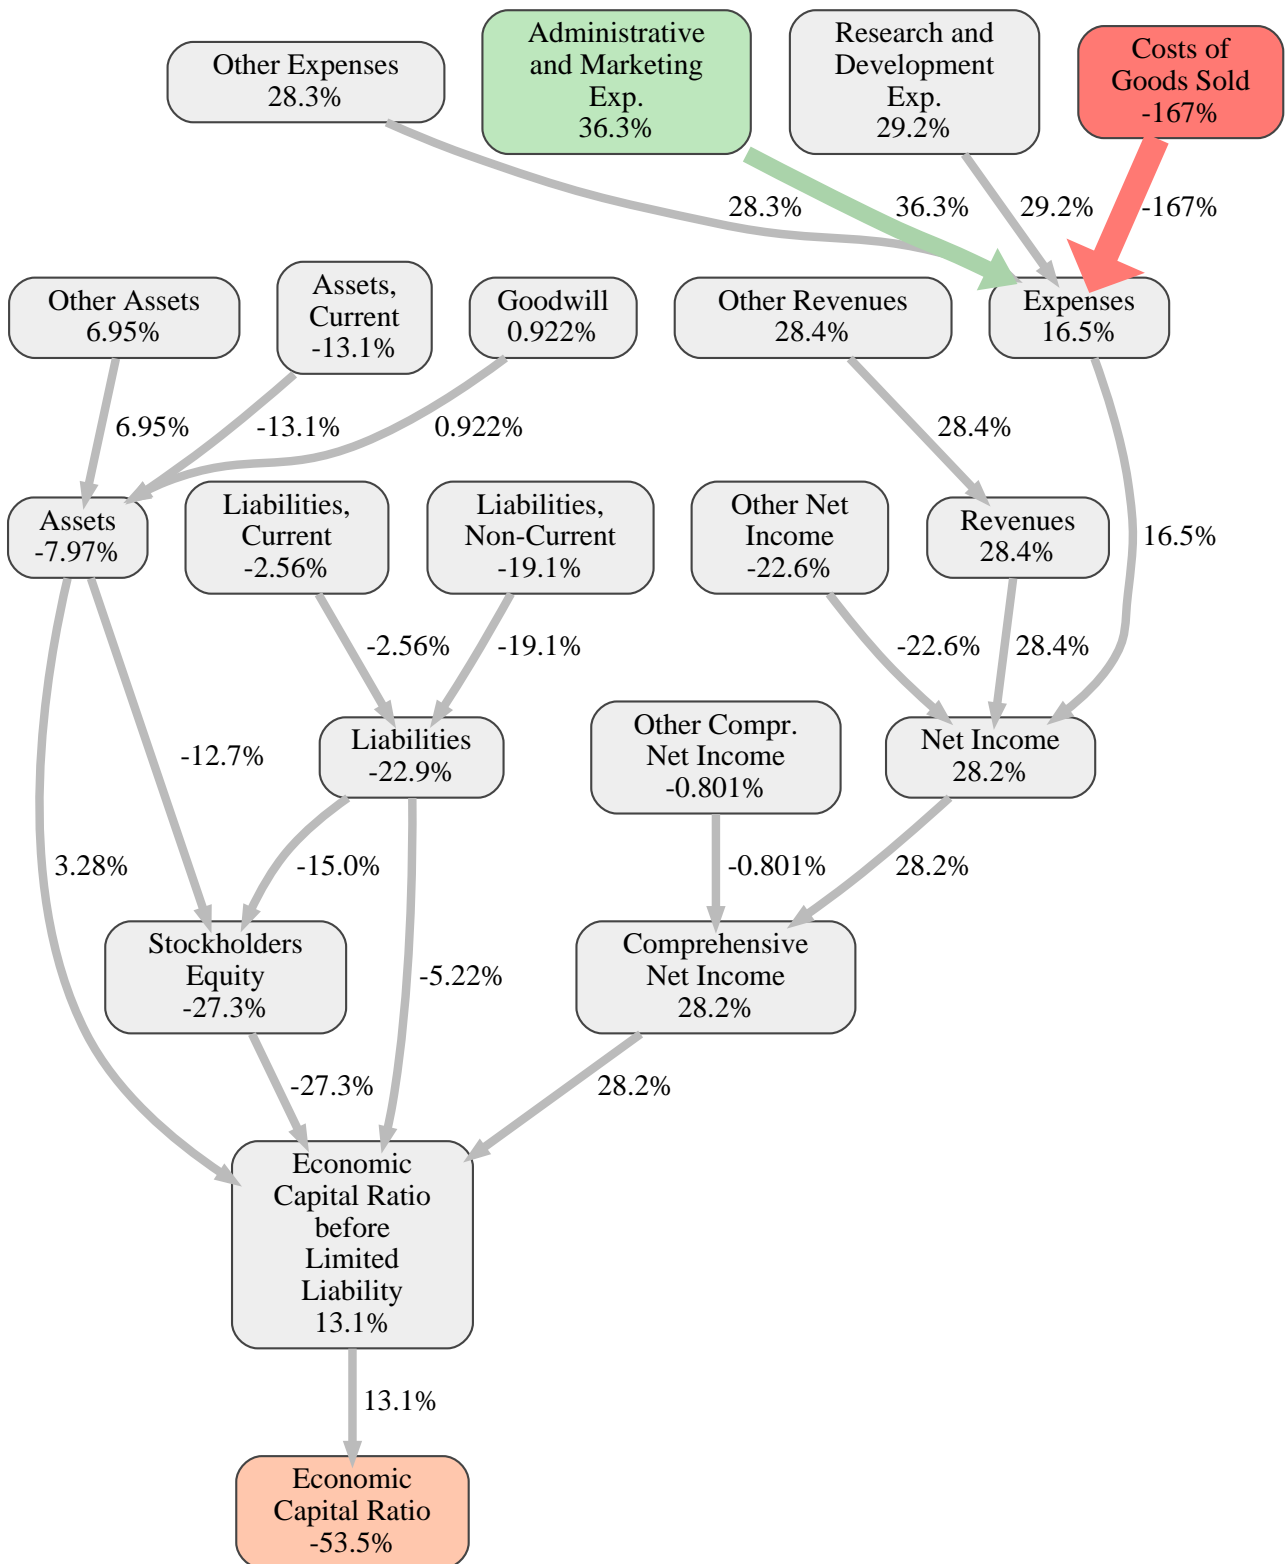 Other Expenses
28.3%
Administrative
and Marketing
Exp.
36.3%
Research and
Development
Exp.
29.2%
Costs of
Goods Sold
-167%
28.3%
36.3%
29.2%
-167%
Other Assets
6.95%
Assets,
Current
-13.1%
Goodwill
0.922%
Other Revenues
28.4%
Expenses
16.5%
6.95%
-13.1%
0.922%
28.4%
Assets
-7.97%
Liabilities,
Current
-2.56%
Liabilities,
Non-Current
-19.1%
Other Net
Income
-22.6%
Revenues
28.4%
16.5%
-2.56%
-19.1%
-22.6%
28.4%
Liabilities
-22.9%
Other Compr.
Net Income
-0.801%
Net Income
28.2%
-12.7%
3.28%
-15.0%
-0.801%
28.2%
Stockholders
Equity
-27.3%
-5.22%
Comprehensive
Net Income
28.2%
-27.3%
28.2%
Economic
Capital Ratio
before
Limited
Liability
13.1%
13.1%
Economic
Capital Ratio
-53.5%